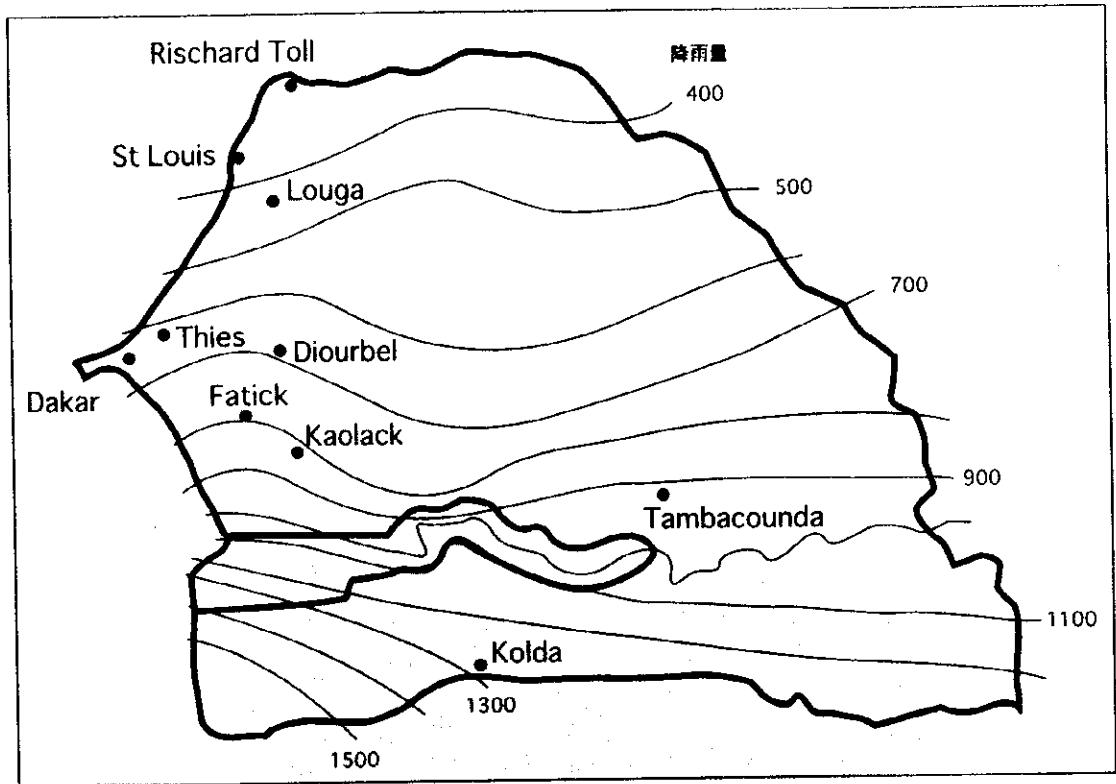 Rischard Toll
降雨量
400
St Louis
500
Louga
700
Thies
Diourbel
Dakar
Fatick
Kaolack
900
Tambacounda
1100
Kolda
1300
1500